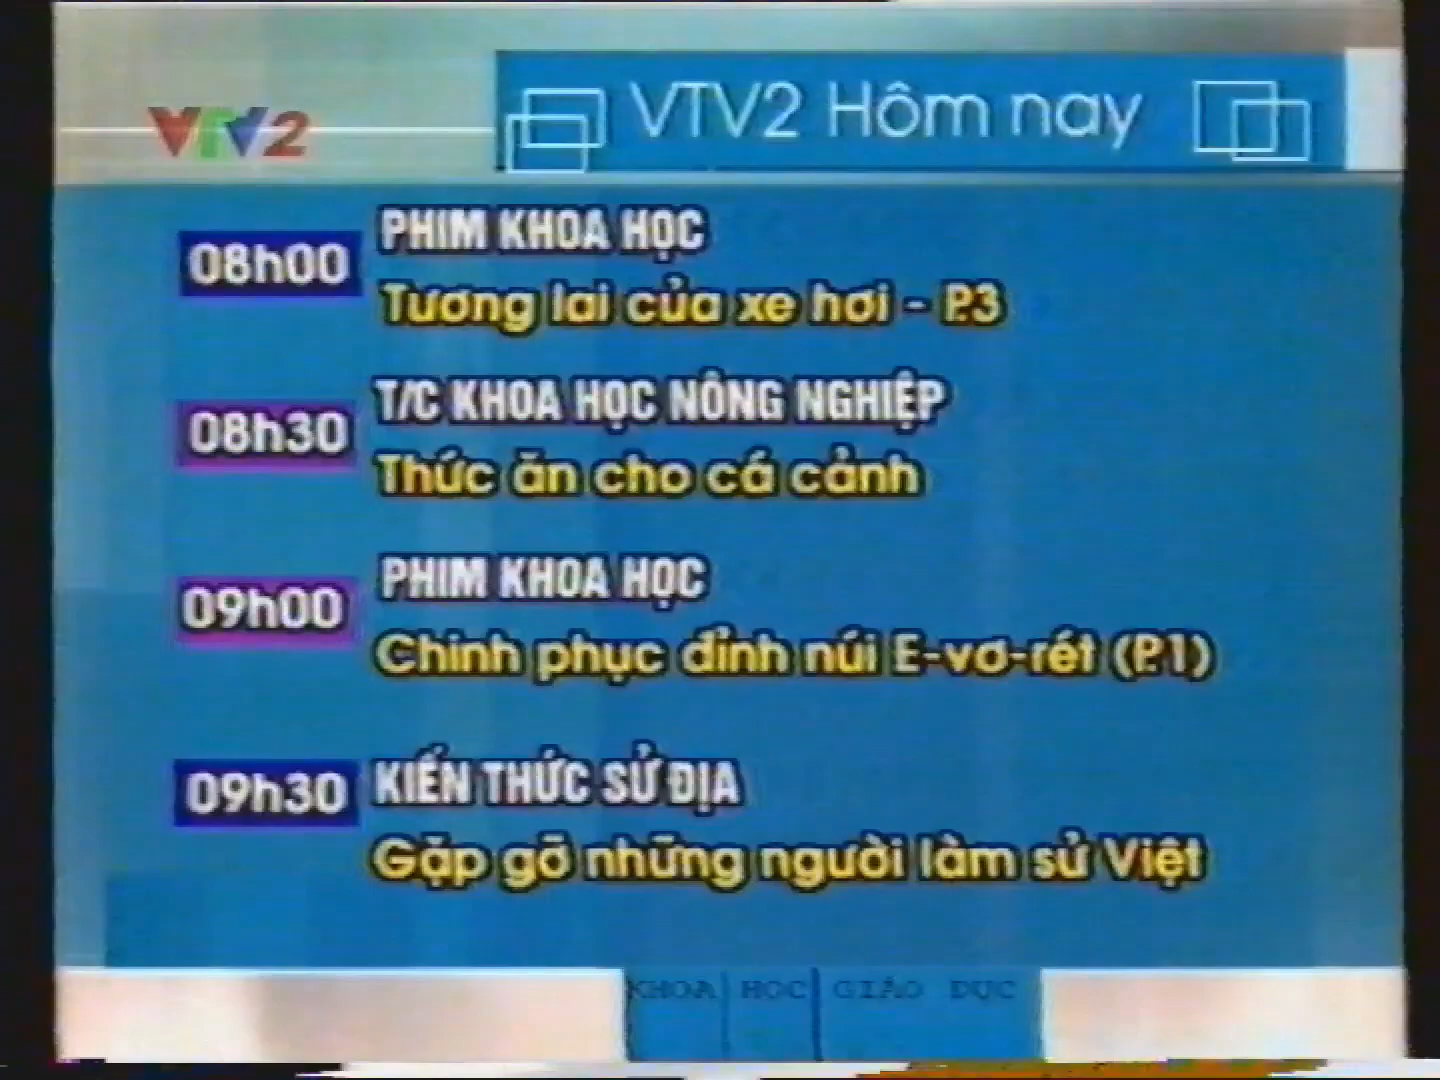 VTV2
VTV2 Hôm nay
08h00
PHIM KHOA HỌC
Tương lai của xe hơi - P.3
08h30
T/C KHOA HỌC NÔNG NGHIỆP
Thức ăn cho cá cảnh
09h00
PHIM KHOA HỌC
Chinh phục đỉnh núi E-vơ-rét (P.1)
09h30
KIẾN THỨC SỬ ĐỊA
Gặp gỡ những người làm sử Việt
KHOA HỌC GIÁO DỤC